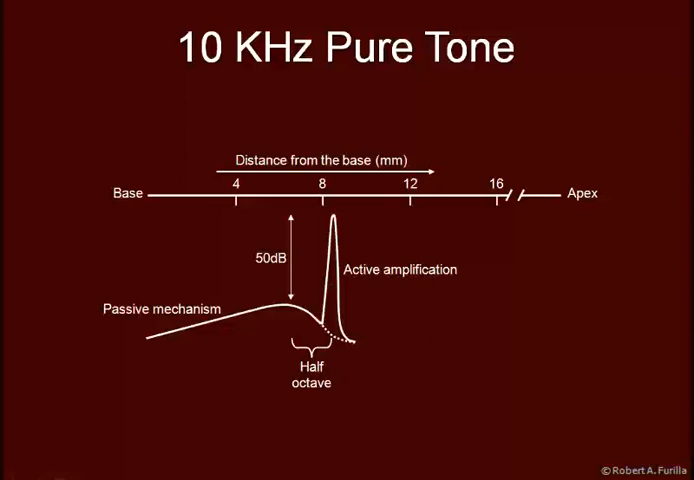 10 KHz Pure Tone
Distance from the base (mm)
4 8 12 16
Base
Apex
50dB
Active amplification
Passive mechanism
Half
octave
© Robert A. Furilla